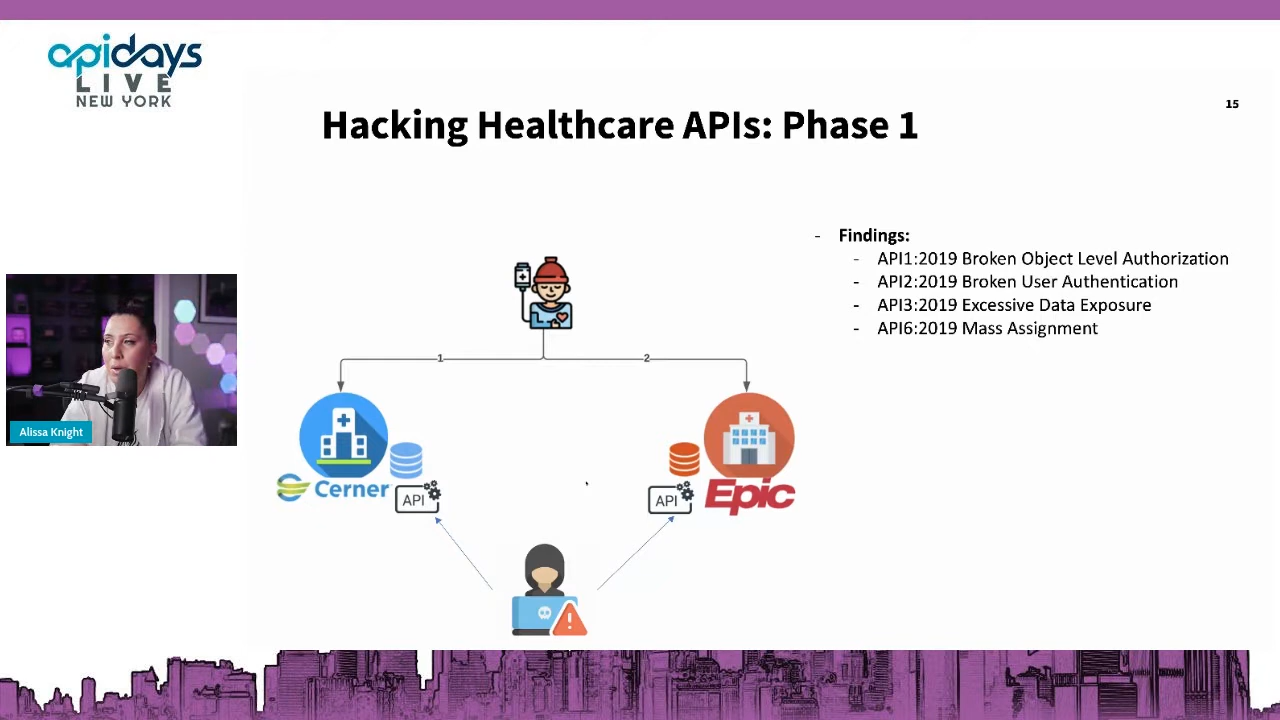 apidays
LIVE
NEW YORK
15
Hacking Healthcare APIs: Phase 1
- Findings:
- API1:2019 Broken Object Level Authorization
- API2:2019 Broken User Authentication
- API3:2019 Excessive Data Exposure
- API6:2019 Mass Assignment
1
2
Alissa Knight
Cerner
API
API
Epic